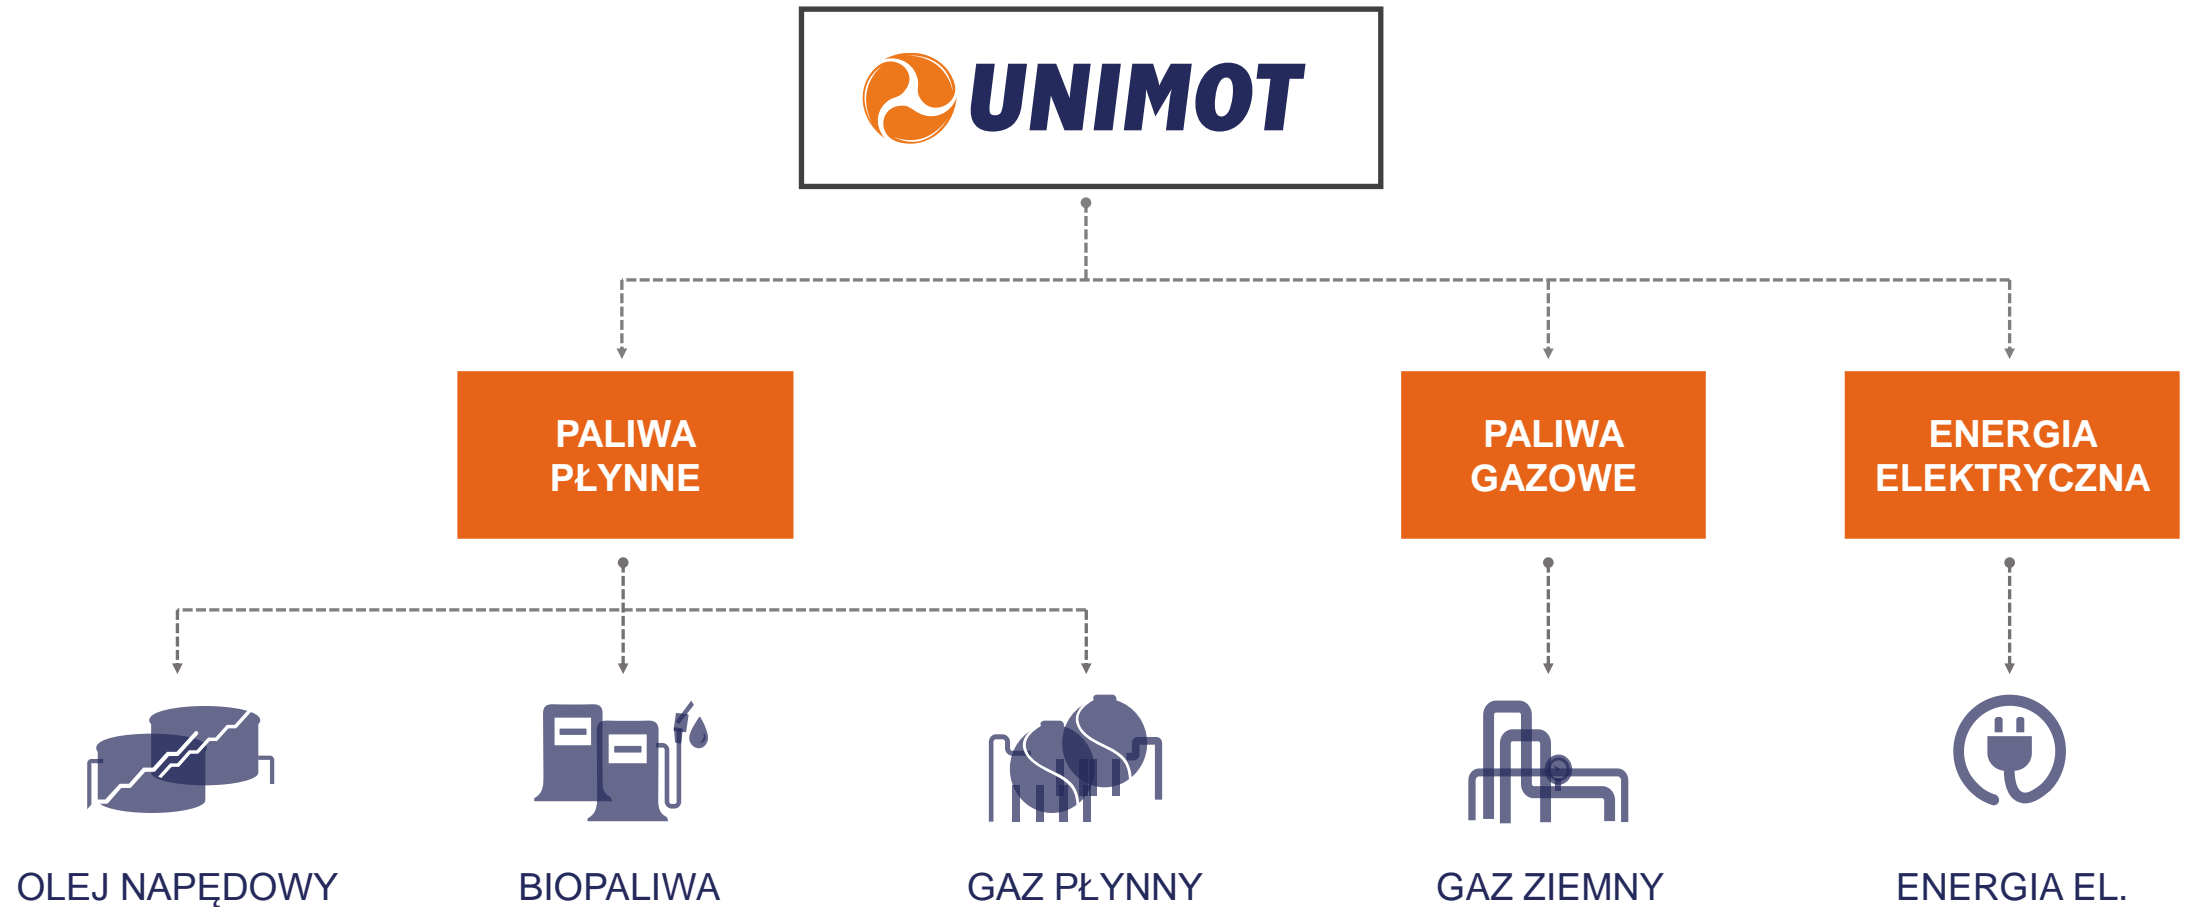 UNIMOT
PALIWA
PŁYNNE
PALIWA
GAZOWE
ENERGIA
ELEKTRYCZNA
OLEJ NAPĘDOWY
BIOPALIWA
GAZ PŁYNNY
GAZ ZIEMNY
ENERGIA EL.